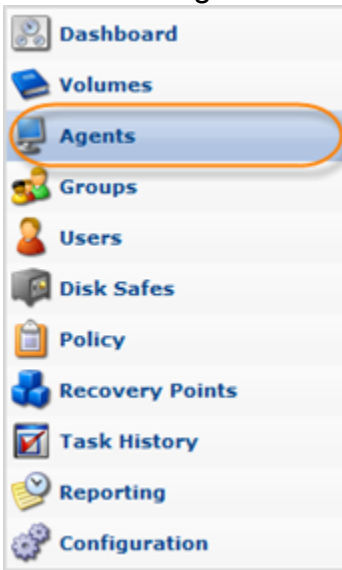 Dashboard
Volumes
Agents
Groups
Users
Disk Safes
Policy
Recovery Points
Task History
Reporting
Configuration